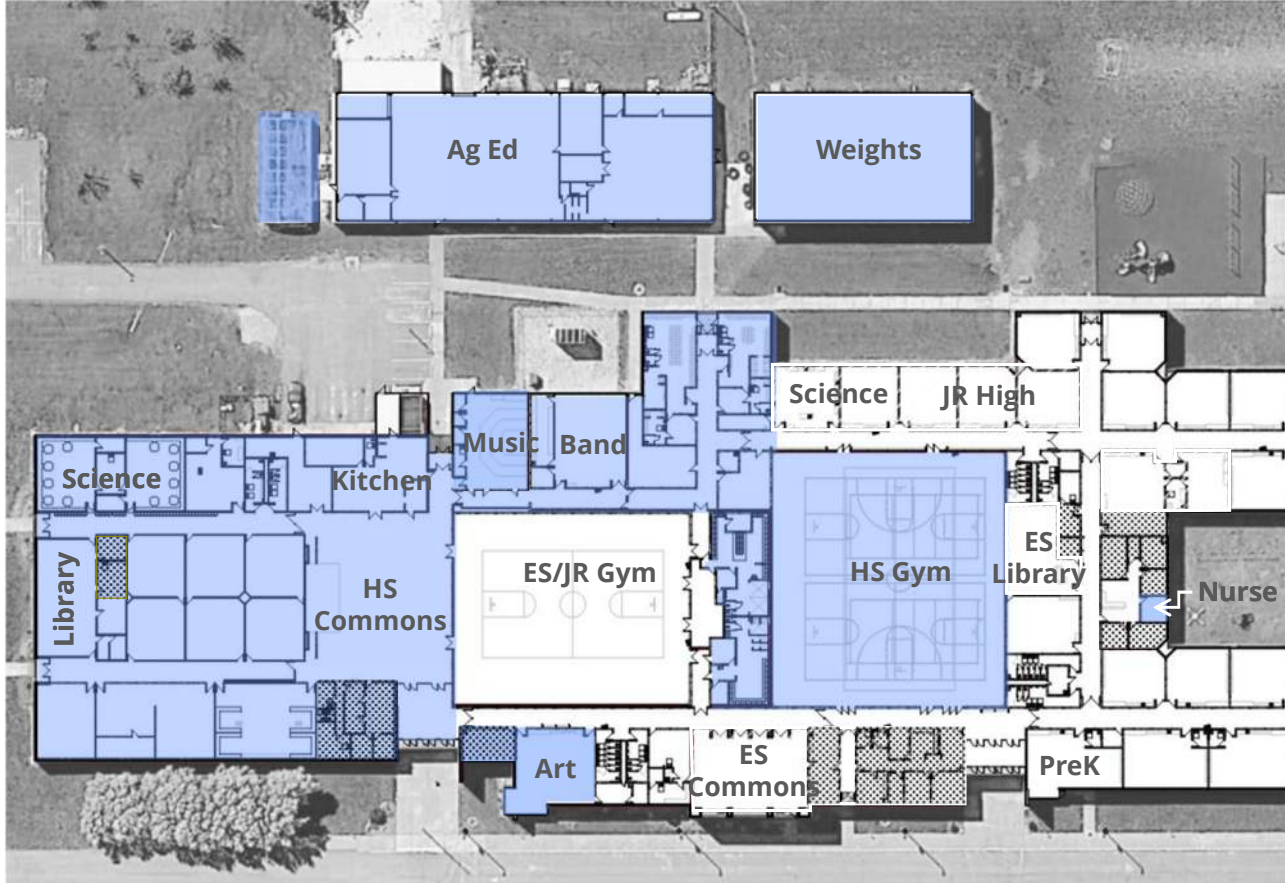 Ag Ed
Weights
Science
JR High
Music
Band
Science
Kitchen
ES/JR Gym
HS Gym
ES
Library
Nurse
Library
HS
Commons
Art
ES
Commons
PreK